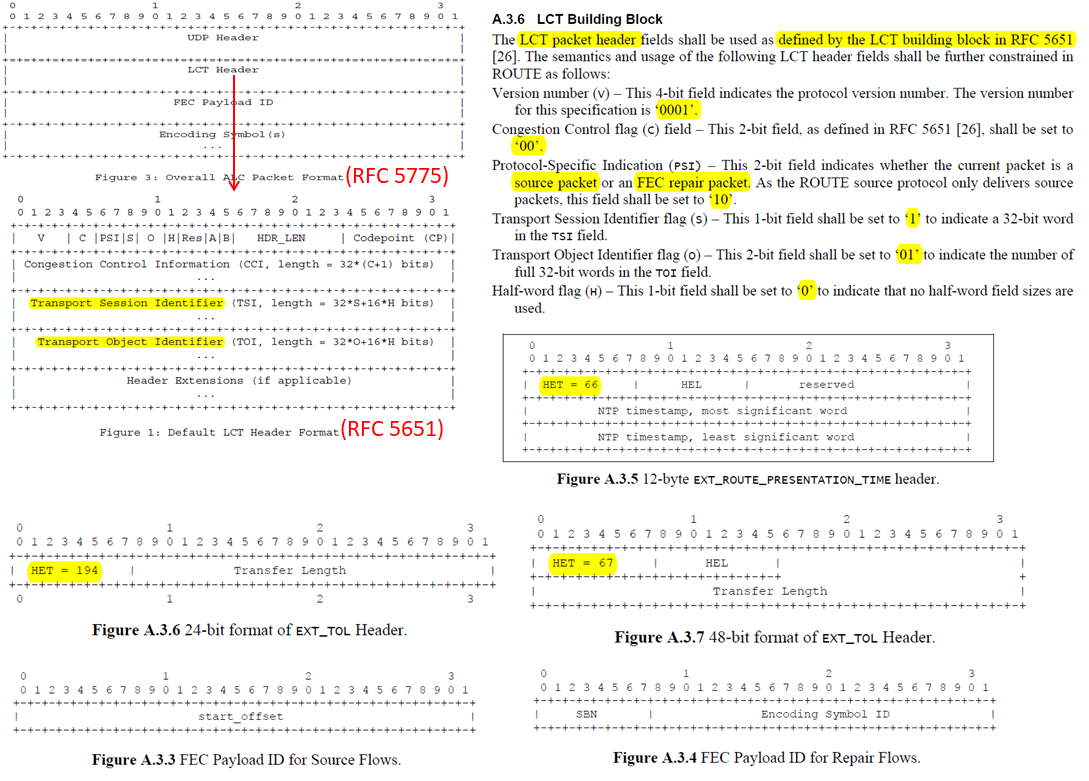 0                   1                   2                   3
0 1 2 3 4 5 6 7 8 9 0 1 2 3 4 5 6 7 8 9 0 1 2 3 4 5 6 7 8 9 0 1
UDP Header
LCT Header
FEC Payload ID
Encoding Symbol(s)
...
Figure 3: Overall ALC Packet Format (RFC 5775)
0                   1                   2                   3
0 1 2 3 4 5 6 7 8 9 0 1 2 3 4 5 6 7 8 9 0 1 2 3 4 5 6 7 8 9 0 1
| V | C |PSI|S| O |H|Res|A|B| HDR_LEN | Codepoint (CP)|
| Congestion Control Information (CCI, length = 32*(C+1) bits) |
...
| Transport Session Identifier (TSI, length = 32*S+16*H bits) |
...
| Transport Object Identifier (TOI, length = 32*O+16*H bits) |
...
| Header Extensions (if applicable) |
...
Figure 1: Default LCT Header Format (RFC 5651)
A.3.6 LCT Building Block
The LCT packet header fields shall be used as defined by the LCT building block in RFC 5651
[26]. The semantics and usage of the following LCT header fields shall be further constrained in
ROUTE as follows:
Version number (V) – This 4-bit field indicates the protocol version number. The version number
for this specification is ‘0001’.
Congestion Control flag (C) field – This 2-bit field, as defined in RFC 5651 [26], shall be set to
‘00’.
Protocol-Specific Indication (PSI) – This 2-bit field indicates whether the current packet is a
source packet or an FEC repair packet. As the ROUTE source protocol only delivers source
packets, this field shall be set to ‘10’.
Transport Session Identifier flag (S) – This 1-bit field shall be set to ‘1’ to indicate a 32-bit word
in the TSI field.
Transport Object Identifier flag (O) – This 2-bit field shall be set to ‘01’ to indicate the number of
full 32-bit words in the TOI field.
Half-word flag (H) – This 1-bit field shall be set to ‘0’ to indicate that no half-word field sizes are
used.
0                   1                   2                   3
0 1 2 3 4 5 6 7 8 9 0 1 2 3 4 5 6 7 8 9 0 1 2 3 4 5 6 7 8 9 0 1
| HET = 66 | HEL | reserved |
| NTP timestamp, most significant word |
| NTP timestamp, least significant word |
Figure A.3.5 12-byte EXT_ROUTE_PRESENTATION_TIME header.
0                   1                   2                   3
0 1 2 3 4 5 6 7 8 9 0 1 2 3 4 5 6 7 8 9 0 1 2 3 4 5 6 7 8 9 0 1
| HET = 194 | Transfer Length |
0                   1                   2                   3
Figure A.3.6 24-bit format of EXT_TOL Header.
0                   1                   2                   3
0 1 2 3 4 5 6 7 8 9 0 1 2 3 4 5 6 7 8 9 0 1 2 3 4 5 6 7 8 9 0 1
| HET = 67 | HEL |
| Transfer Length |
Figure A.3.7 48-bit format of EXT_TOL Header.
0                   1                   2                   3
0 1 2 3 4 5 6 7 8 9 0 1 2 3 4 5 6 7 8 9 0 1 2 3 4 5 6 7 8 9 0 1
| start_offset |
Figure A.3.3 FEC Payload ID for Source Flows.
0                   1                   2                   3
0 1 2 3 4 5 6 7 8 9 0 1 2 3 4 5 6 7 8 9 0 1 2 3 4 5 6 7 8 9 0 1
| SBN | Encoding Symbol ID |
Figure A.3.4 FEC Payload ID for Repair Flows.